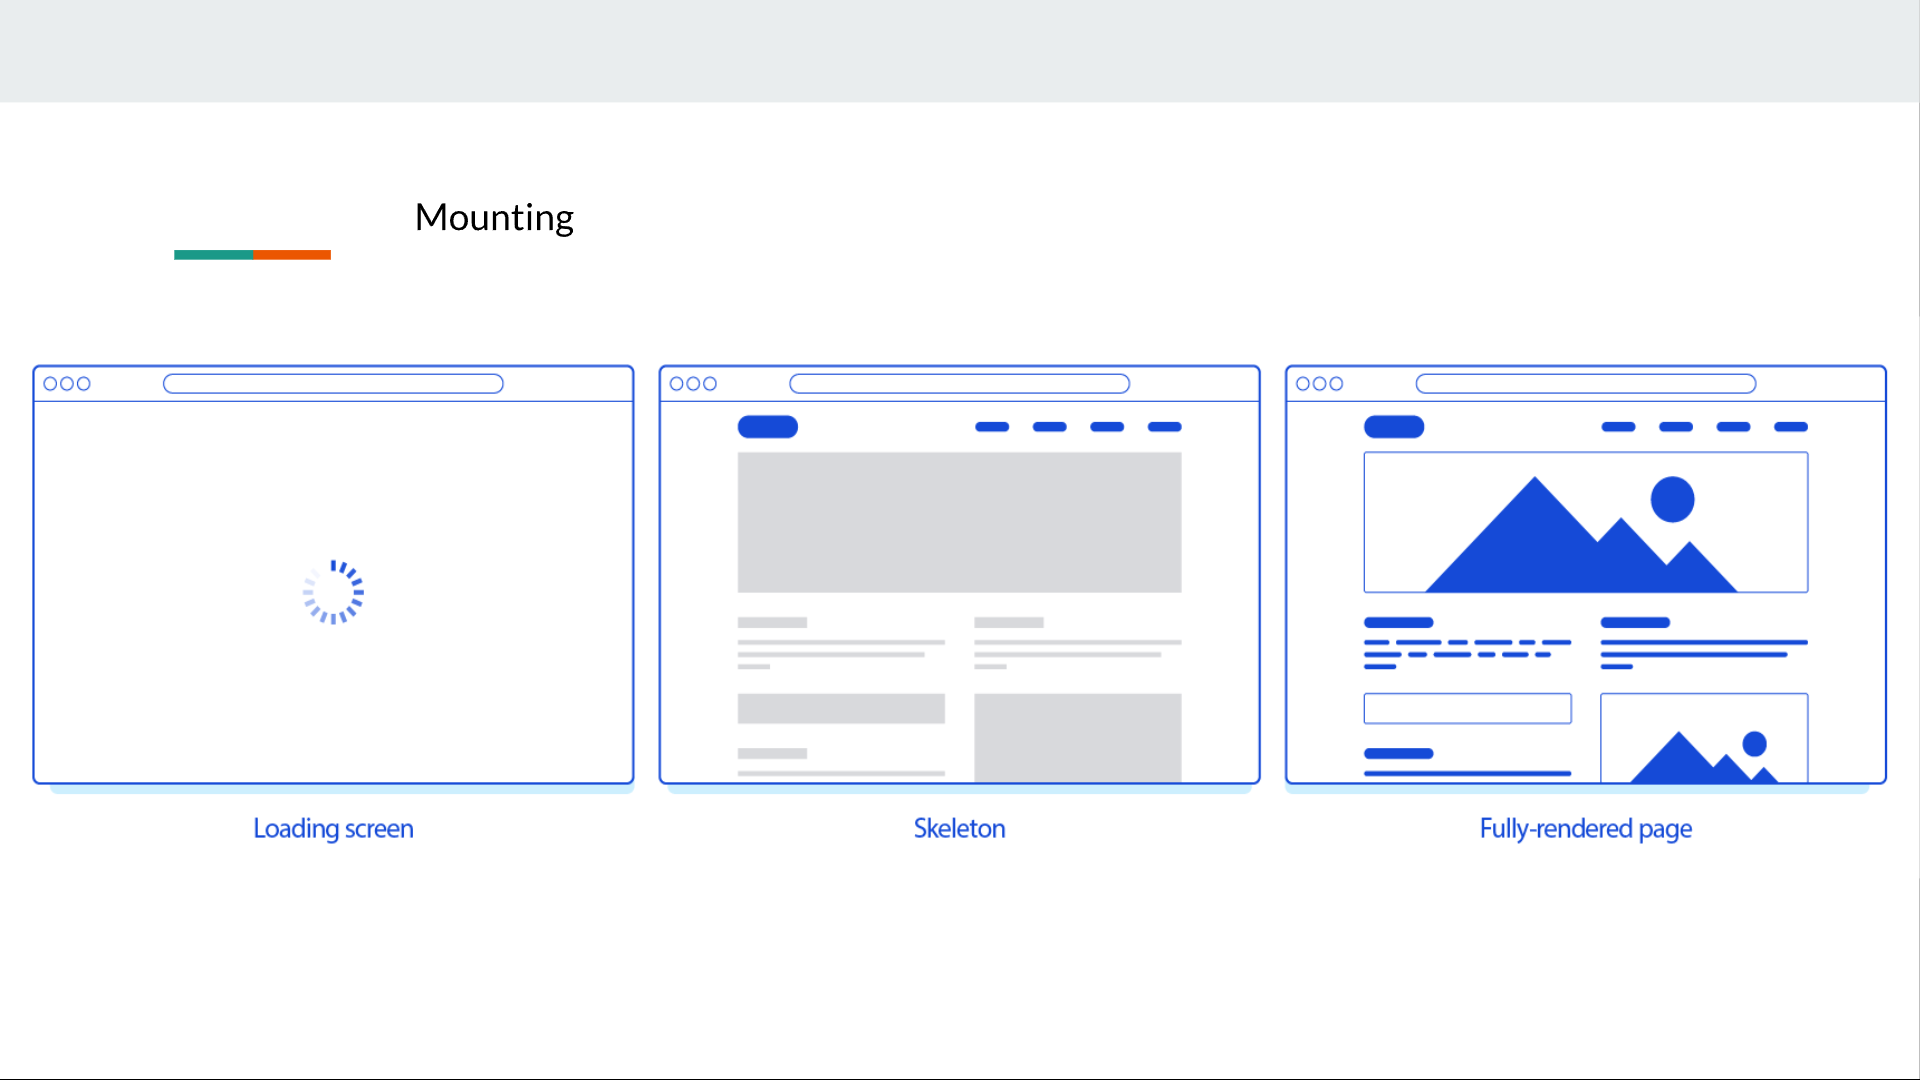 Mounting
Loading screen
Skeleton
Fully-rendered page